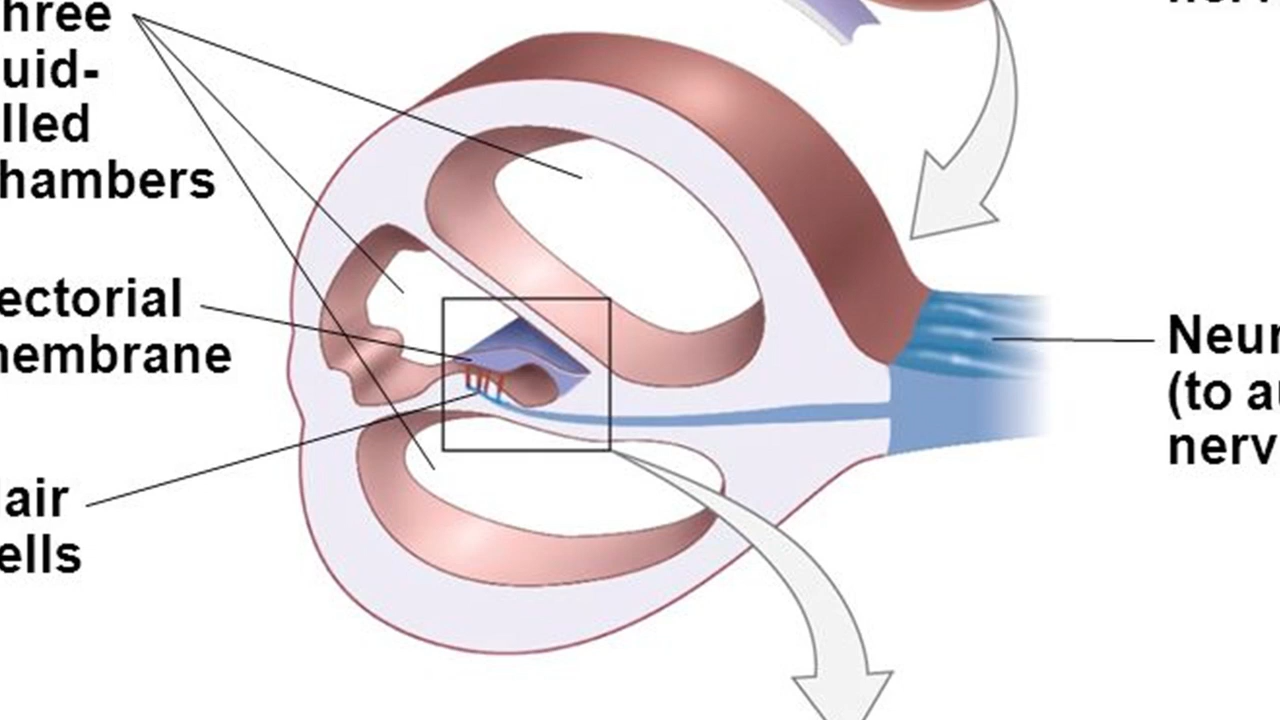 hree
uid-
lled
hambers
ectorial
nembrane
air
ells
Neur
(to au
nerv